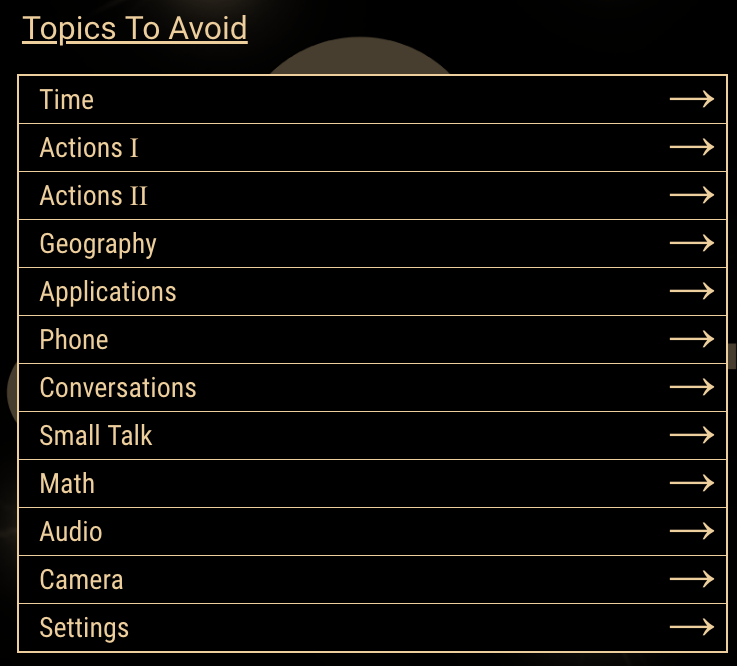 Topics To Avoid
Time
Actions I
Actions II
Geography
Applications
Phone
Conversations
Small Talk
Math
Audio
Camera
Settings